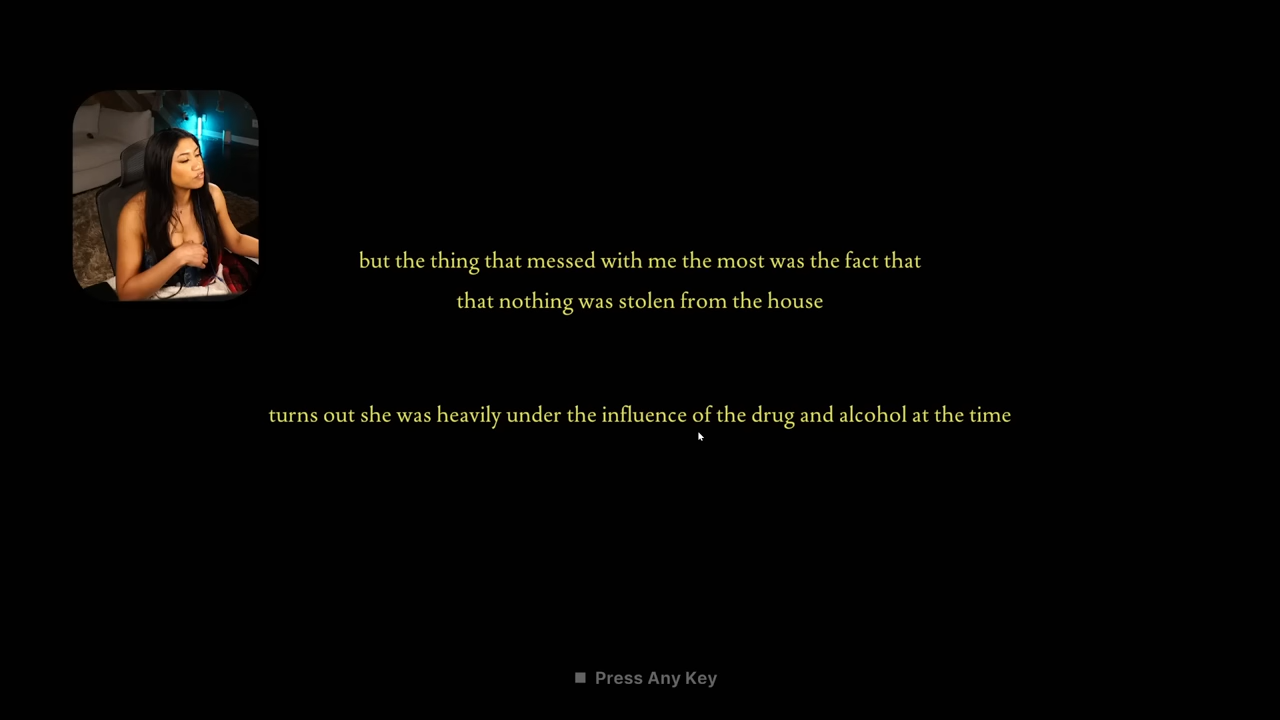 but the thing that messed with me the most was the fact that
that nothing was stolen from the house
turns out she was heavily under the influence of the drug and alcohol at the time
Press Any Key